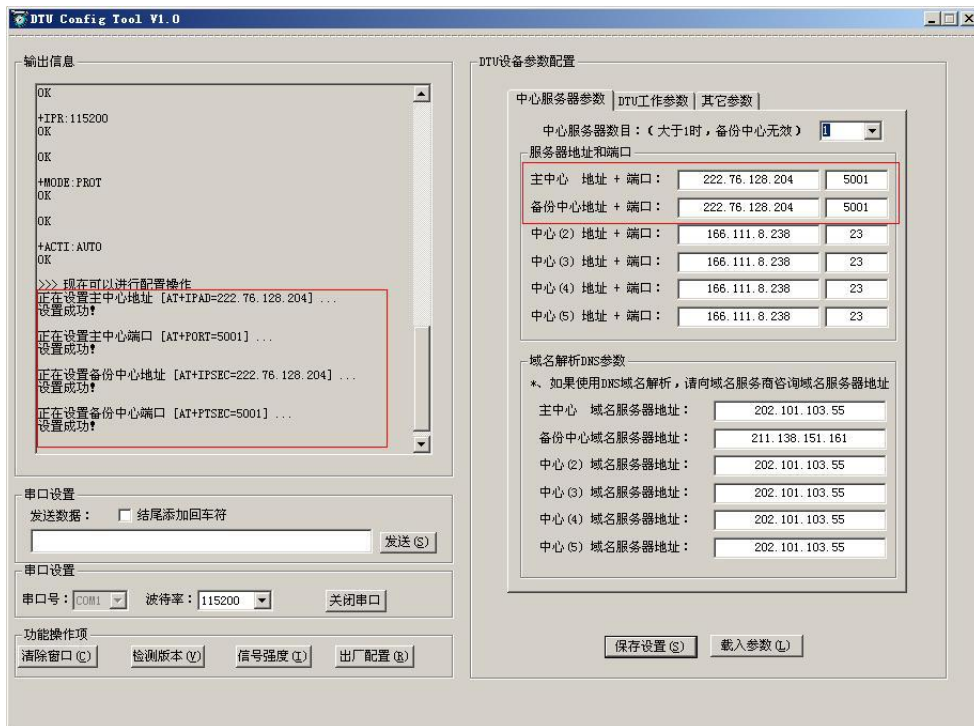 DTU Config Tool V1.0
输出信息
OK
+IPR:115200
OK
OK
+MODE:PROT
OK
OK
+ACTI:AUTO
OK
>>> 现在可以进行配置操作
正在设置主中心地址 [AT+IPAD=222.76.128.204] ...
设置成功!
正在设置主中心端口 [AT+PORT=5001] ...
设置成功!
正在设置备份中心地址 [AT+IPSEC=222.76.128.204] ...
设置成功!
正在设置备份中心端口 [AT+PTSEC=5001] ...
设置成功!
串口设置
发送数据： 结尾添加回车符
发送(S)
串口设置
串口号：COM1 波待率：115200 关闭串口
功能操作项
清除窗口(C) 检测版本(V) 信号强度(I) 出厂配置(R)
DTU设备参数配置
中心服务器参数 DTU工作参数 其它参数
中心服务器数目：(大于1时，备份中心无效) 1
服务器地址和端口
主中心 地址 + 端口： 222.76.128.204 5001
备份中心地址 + 端口： 222.76.128.204 5001
中心(2) 地址 + 端口： 166.111.8.238 23
中心(3) 地址 + 端口： 166.111.8.238 23
中心(4) 地址 + 端口： 166.111.8.238 23
中心(5) 地址 + 端口： 166.111.8.238 23
域名解析DNS参数
*、如果使用DNS域名解析，请向域名服务商咨询域名服务器地址
主中心 域名服务器地址： 202.101.103.55
备份中心域名服务器地址： 211.138.151.161
中心(2) 域名服务器地址： 202.101.103.55
中心(3) 域名服务器地址： 202.101.103.55
中心(4) 域名服务器地址： 202.101.103.55
中心(5) 域名服务器地址： 202.101.103.55
保存设置(S) 载入参数(L)